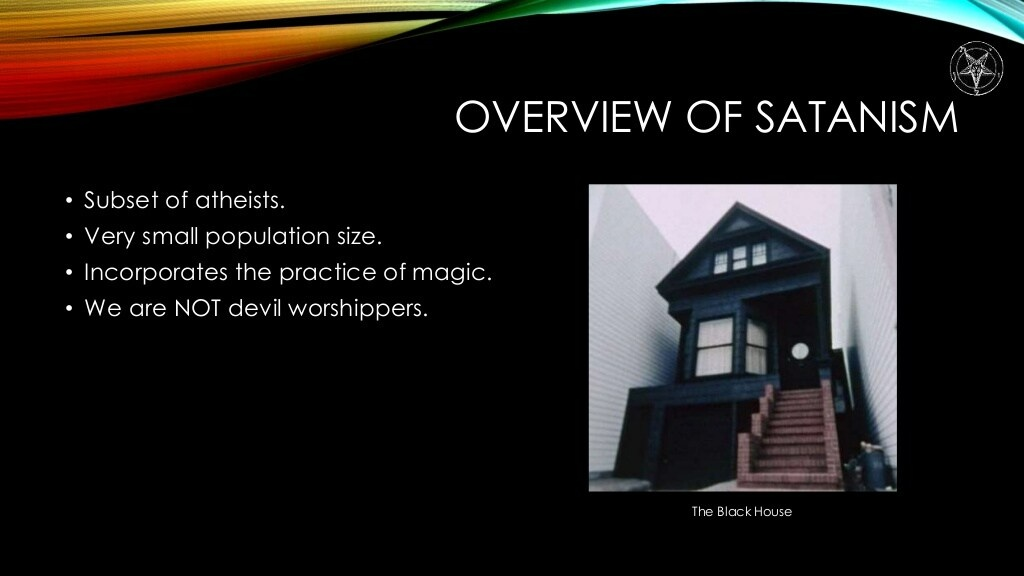 OVERVIEW OF SATANISM
• Subset of atheists.
• Very small population size.
• Incorporates the practice of magic.
• We are NOT devil worshippers.
The Black House